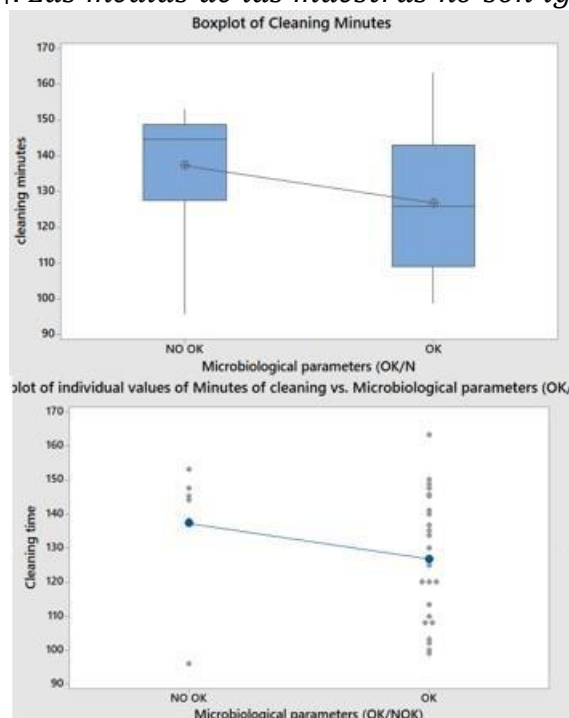 Las medias de las muestras no son ig
Boxplot of Cleaning Minutes
170
160
150
140
130
120
110
100
90
cleaning minutes
NO OK
OK
Microbiological parameters (OK/N
plot of individual values of Minutes of cleaning vs. Microbiological parameters (OK/
170
160
150
140
130
120
110
100
90
Cleaning time
NO OK
OK
Microbiological parameters (OK/NOK)